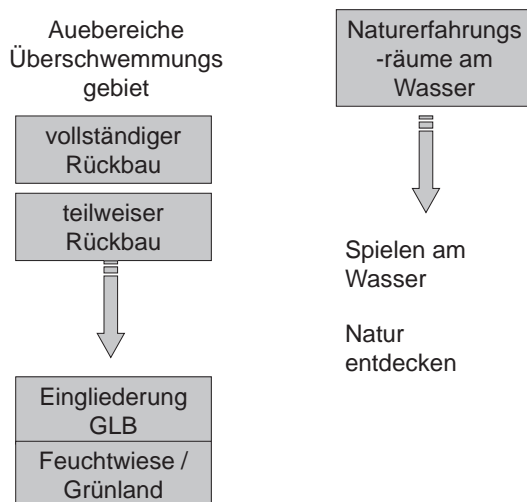 Auebereiche
Überschwemmungs
gebiet
vollständiger
Rückbau
teilweiser
Rückbau
Eingliederung
GLB
Feuchtwiese /
Grünland
Naturerfahrungs
-räume am
Wasser
Spielen am
Wasser
Natur
entdecken